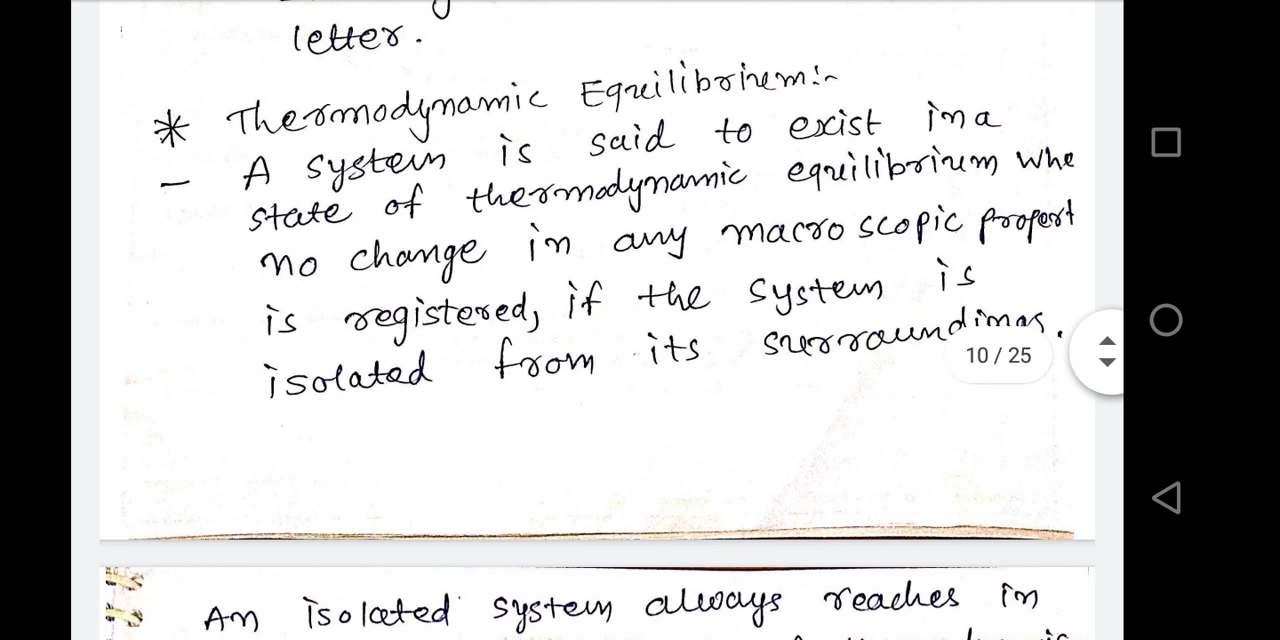 letter.
* Thermodynamic Equilibrium:-
- A system is said to exist in a
state of thermodynamic equilibrium whe
no change in any macroscopic propert
is registered, if the system is
isolated from its surroundings.
10 / 25
An isolated system always reaches in